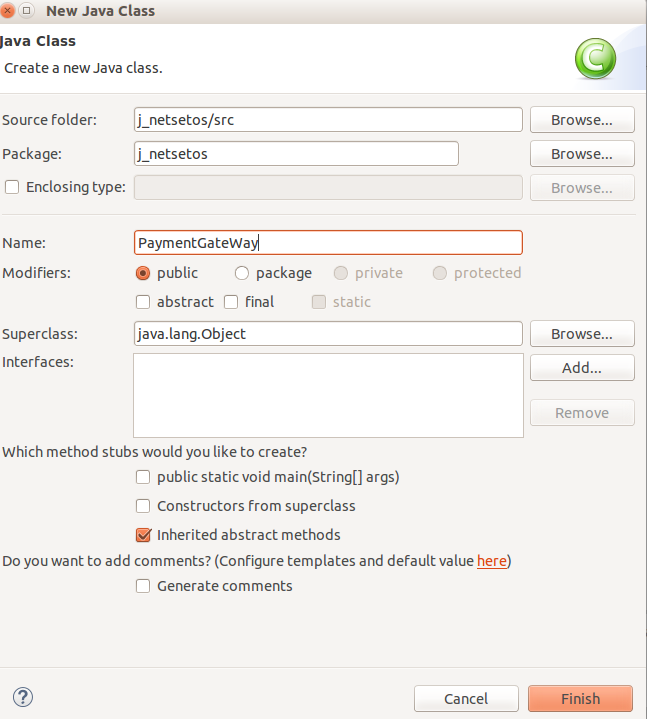 New Java Class
Java Class
Create a new Java class.
Source folder: j_netsetos/src Browse...
Package: j_netsetos Browse...
Enclosing type: Browse...
Name: PaymentGateWay
Modifiers: public package private protected
abstract final static
Superclass: java.lang.Object Browse...
Interfaces: Add...
Remove
Which method stubs would you like to create?
public static void main(String[] args)
Constructors from superclass
Inherited abstract methods
Do you want to add comments? (Configure templates and default value here)
Generate comments
? Cancel Finish